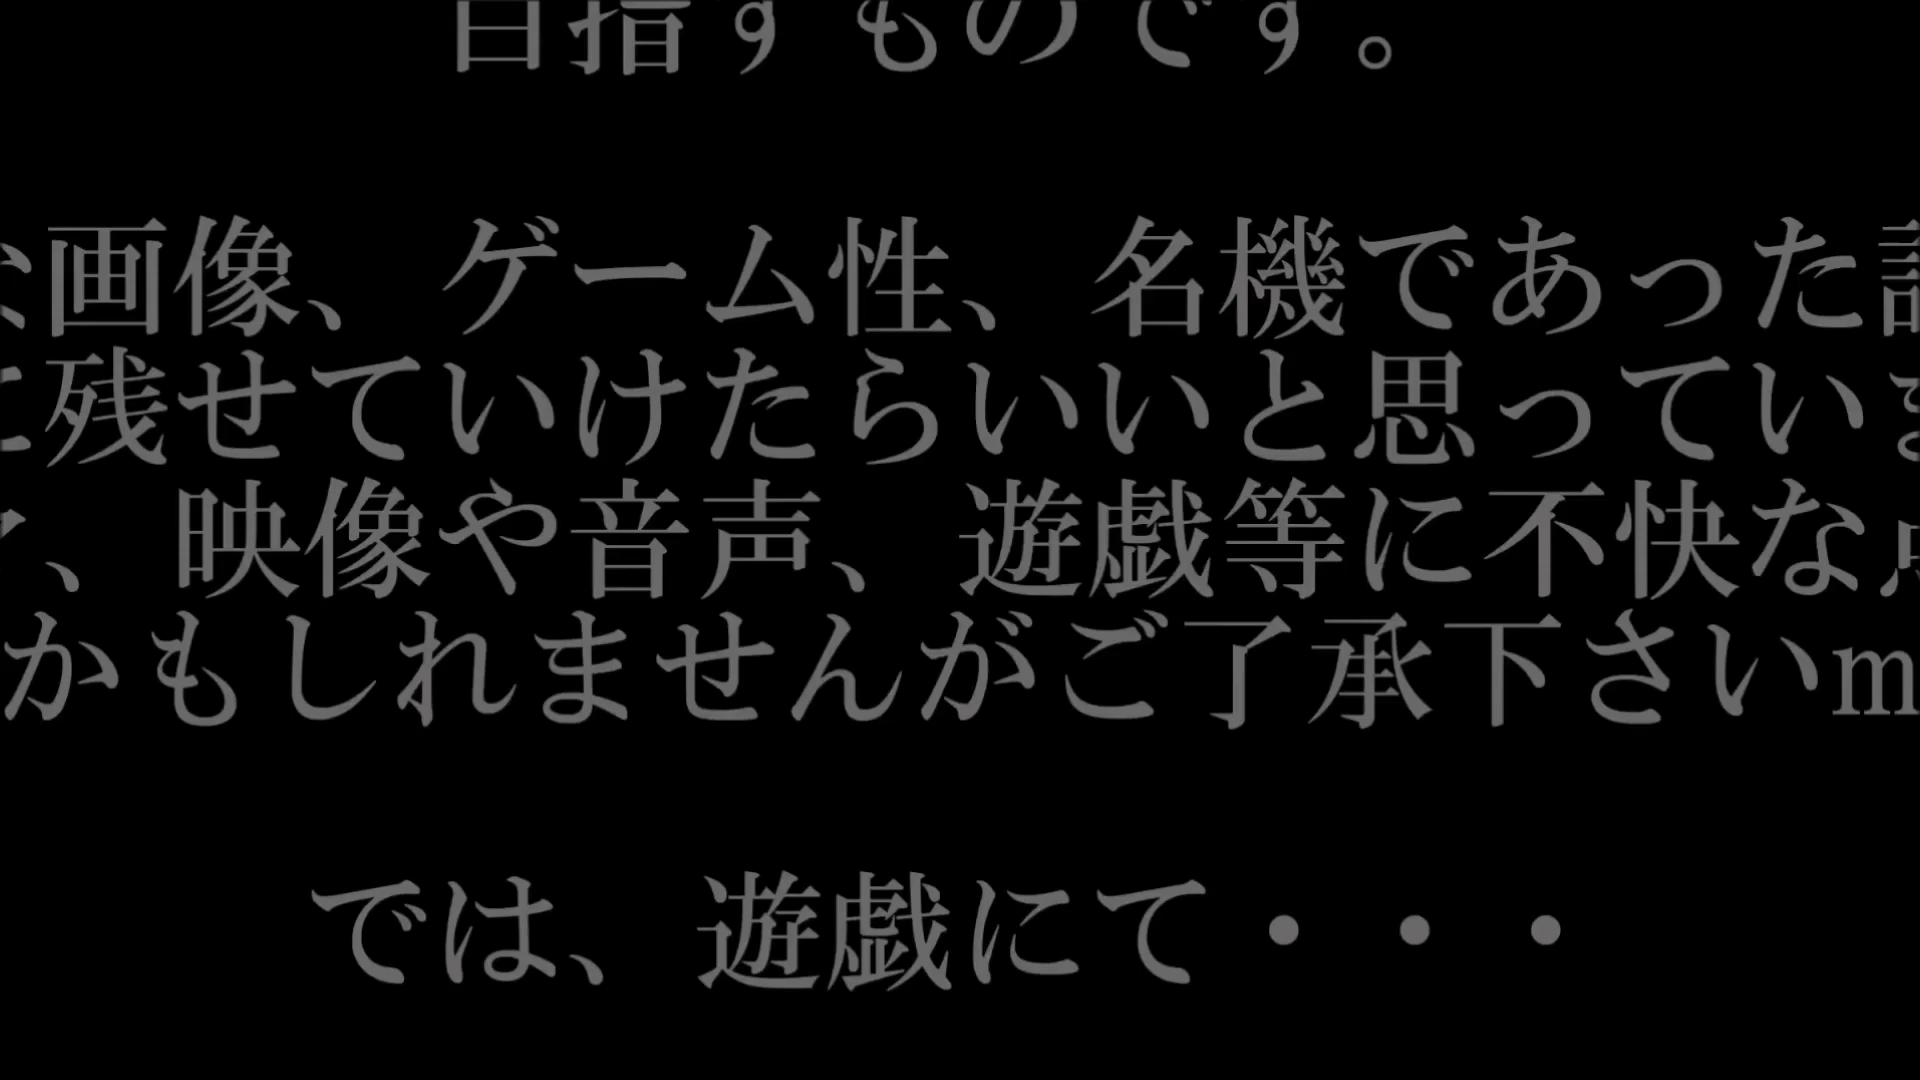 目指すものです。
画像、ゲーム性、名機であった
に残せていけたらいいと思っていま
、映像や音声、遊戯等に不快な点
かもしれませんがご了承下さいm
では、遊戯にて・・・